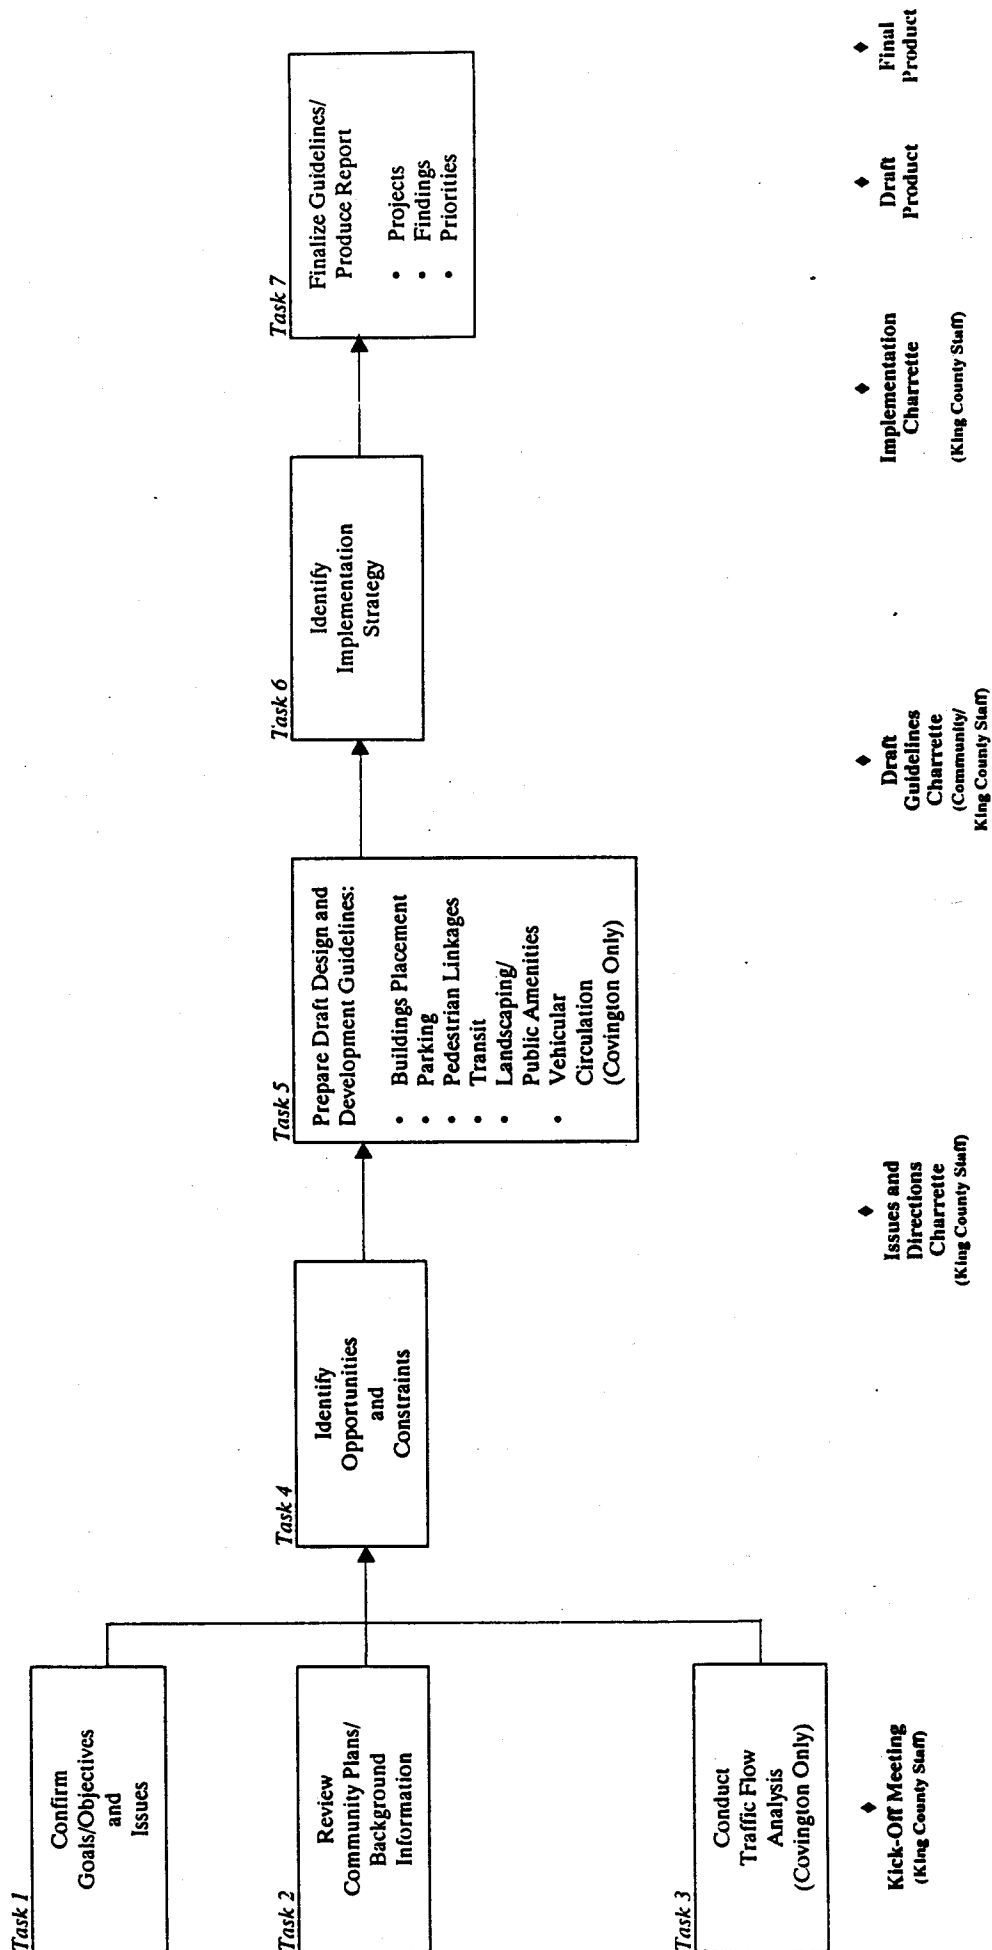 Task 1
Confirm
Goals/Objectives
and
Issues
Task 2
Review
Community Plans/
Background
Information
Task 3
Conduct
Traffic Flow
Analysis
(Covington Only)
Task 4
Identify
Opportunities
and
Constraints
Task 5
Prepare Draft Design and
Development Guidelines:
• Buildings Placement
• Parking
• Pedestrian Linkages
• Transit
• Landscaping/
Public Amenities
• Vehicular
Circulation
(Covington Only)
Task 6
Identify
Implementation
Strategy
Task 7
Finalize Guidelines/
Produce Report
• Projects
• Findings
• Priorities
♦
Kick-Off Meeting
(King County Staff)
♦
Issues and
Directions
Charrette
(King County Staff)
♦
Draft
Guidelines
Charrette
(Community/
King County Staff)
♦
Implementation
Charrette
(King County Staff)
♦
Draft
Product
♦
Final
Product